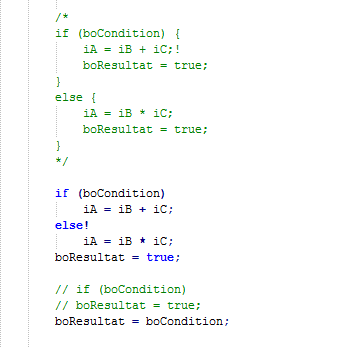 /*
if (boCondition) {
    iA = iB + iC;!
    boResultat = true;
}
else {
    iA = iB * iC;
    boResultat = true;
}
*/
if (boCondition)
    iA = iB + iC;
else!
    iA = iB * iC;
boResultat = true;
// if (boCondition)
// boResultat = true;
boResultat = boCondition;